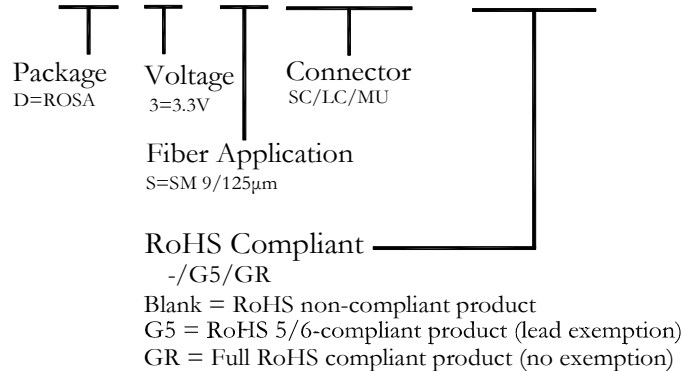 Package
D=ROSA
Voltage
3=3.3V
Connector
SC/LC/MU
Fiber Application
S=SM 9/125µm
RoHS Compliant
-/G5/GR
Blank = RoHS non-compliant product
G5 = RoHS 5/6-compliant product (lead exemption)
GR = Full RoHS compliant product (no exemption)